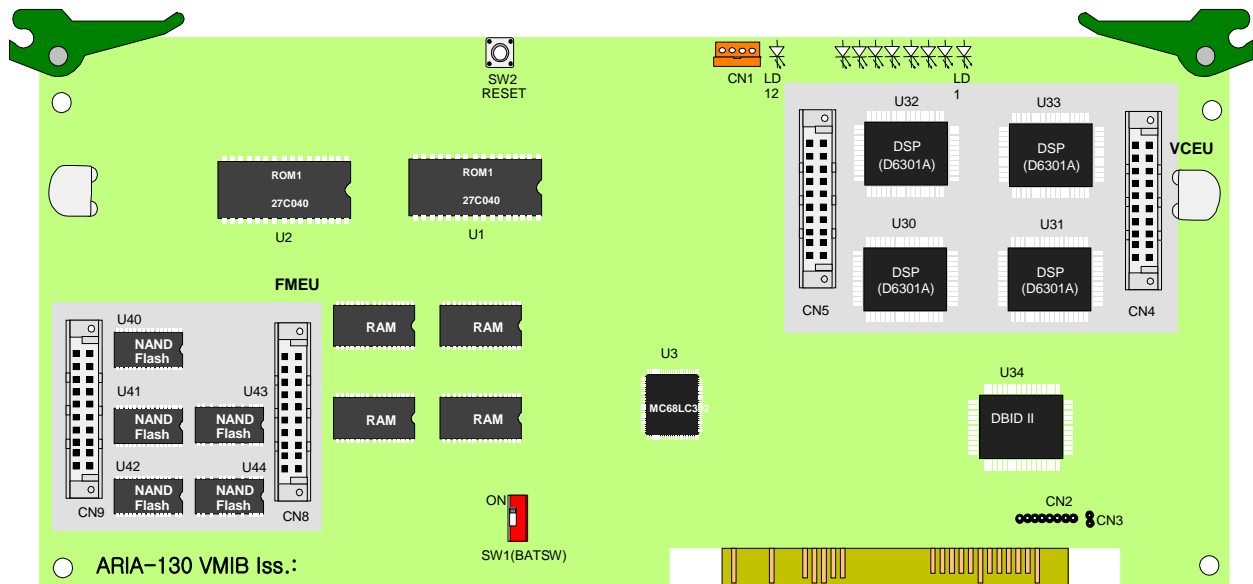 SW2
RESET
CN1
LD
12
LD
1
U32
U33
DSP
(D6301A)
DSP
(D6301A)
VCEU
ROM1
27C040
ROM1
27C040
U2
U1
U30
U31
DSP
(D6301A)
DSP
(D6301A)
CN5
CN4
FMEU
U40
NAND
Flash
RAM
RAM
U3
MC68LC302
U34
DBID II
U41
U43
NAND
Flash
NAND
Flash
RAM
RAM
U42
U44
NAND
Flash
NAND
Flash
CN9
CN8
ON
SW1(BATSW)
CN2
CN3
ARIA-130 VMIB Iss.: